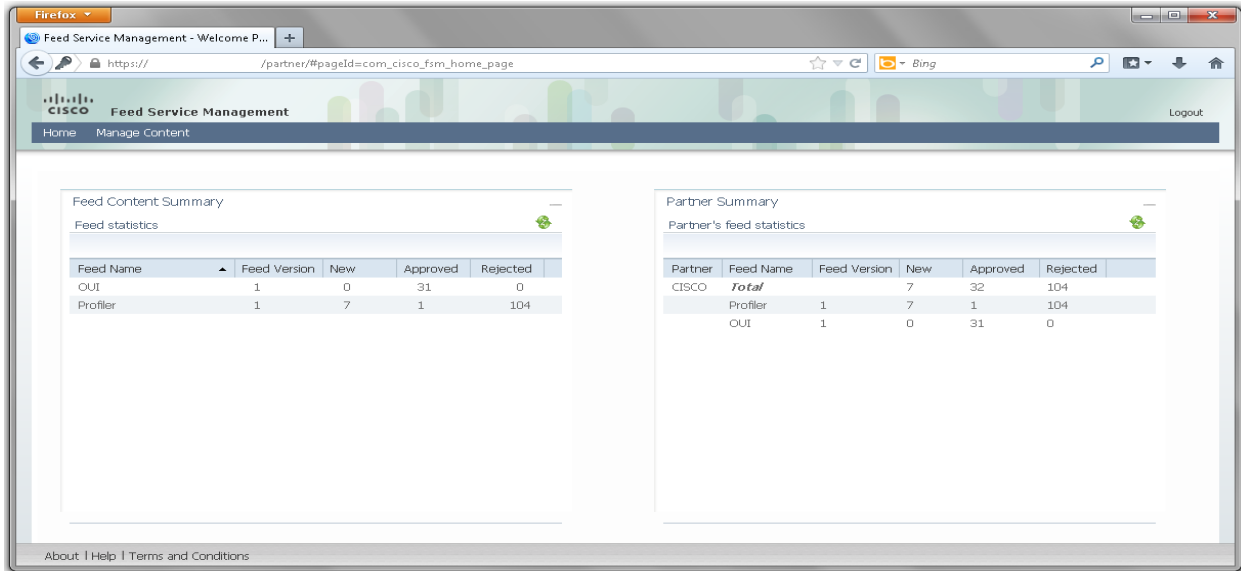 Firefox
Feed Service Management - Welcome P...
https:// /partner/#pageId=com_cisco_fsm_home_page
Bing
CISCO Feed Service Management
Logout
Home Manage Content
Feed Content Summary
Feed statistics
Feed Name Feed Version New Approved Rejected
OUI 1 0 31 0
Profiler 1 7 1 104
Partner Summary
Partner's feed statistics
Partner Feed Name Feed Version New Approved Rejected
CISCO Total 7 32 104
Profiler 1 7 1 104
OUI 1 0 31 0
About | Help | Terms and Conditions